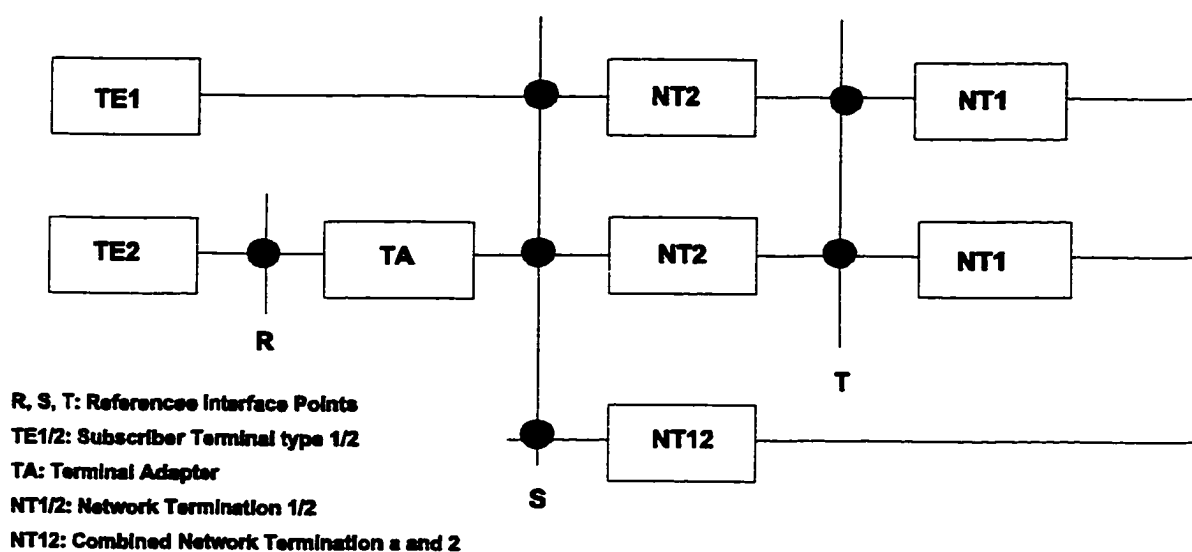 TE1
NT2
NT1
TE2
TA
NT2
NT1
R
T
R, S, T: Referencee interface Points
TE1/2: Subscriber Terminal type 1/2
TA: Terminal Adapter
NT12
NT1/2: Network Termination 1/2
S
NT12: Combined Network Termination a and 2